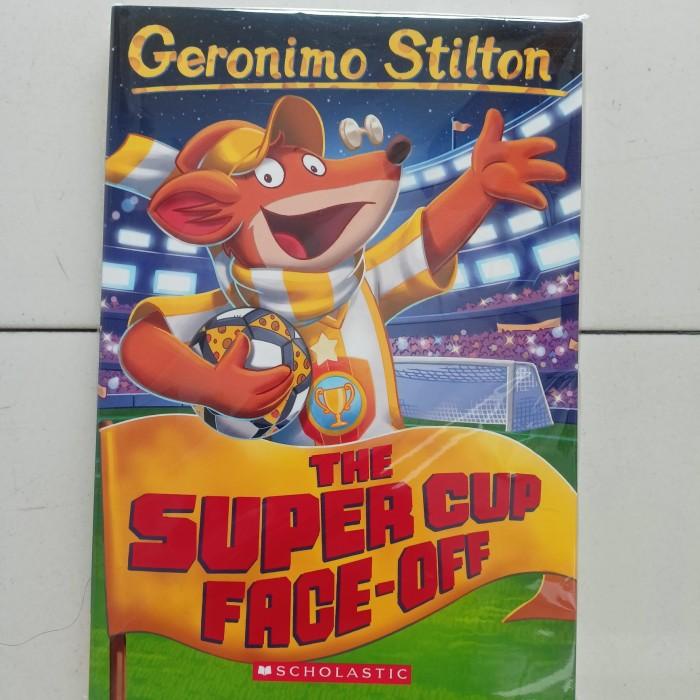 Geronimo Stilton
THE
SUPER CUP
FACE-OFF
SCHOLASTIC